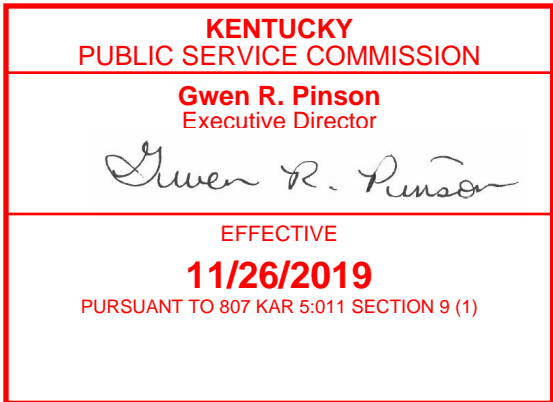 KENTUCKY
PUBLIC SERVICE COMMISSION
Gwen R. Pinson
Executive Director
Gwen R. Pinson
EFFECTIVE
11/26/2019
PURSUANT TO 807 KAR 5:011 SECTION 9 (1)